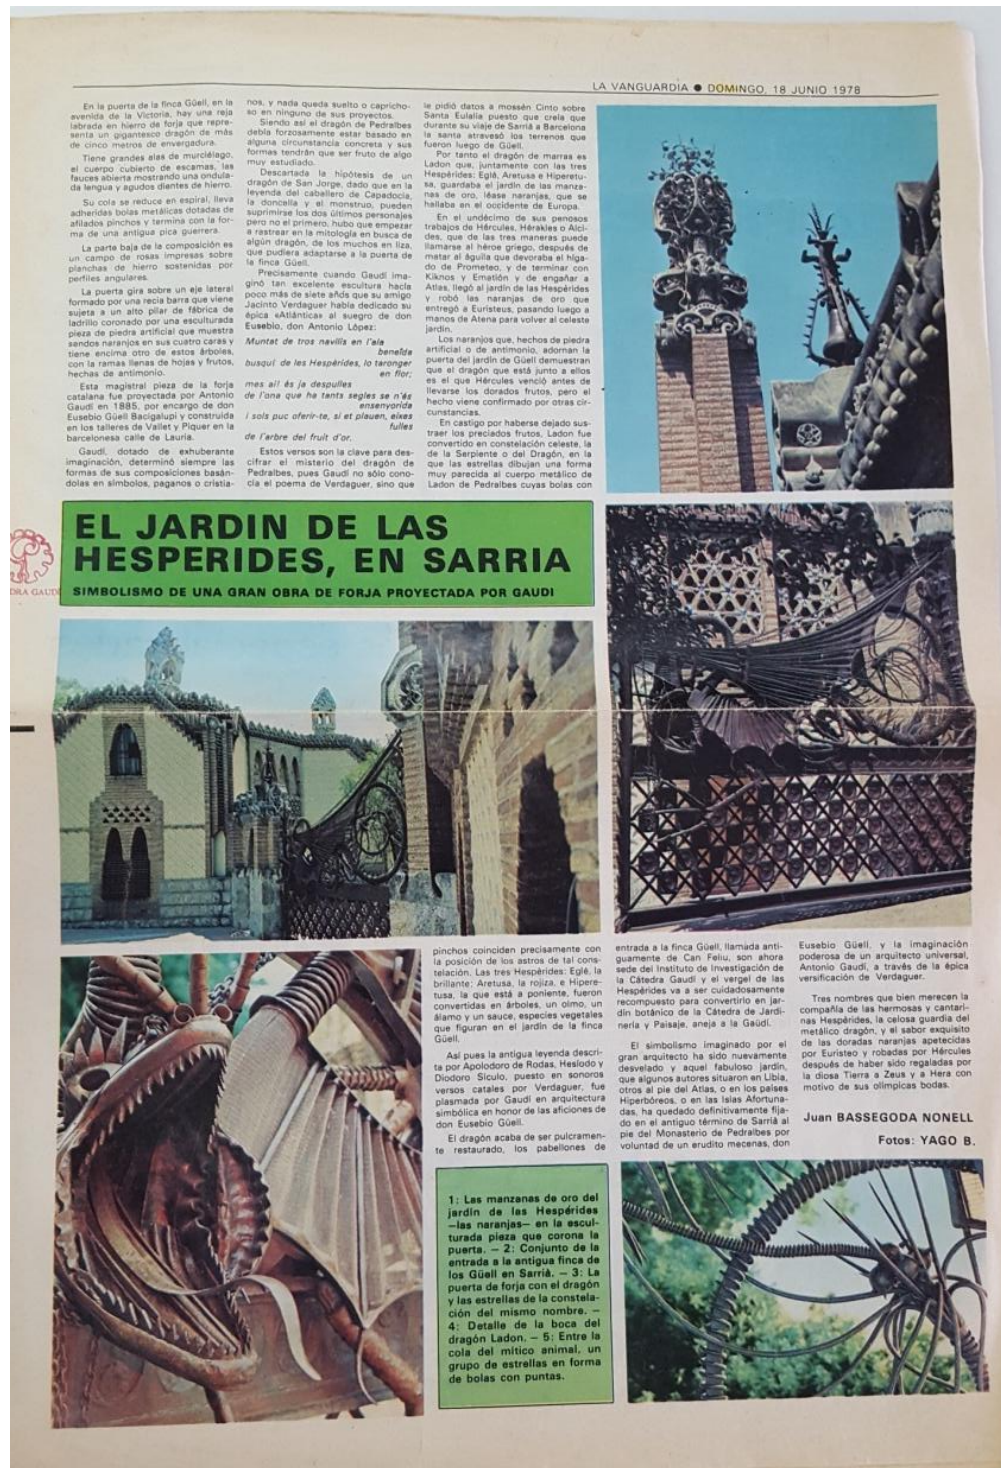 LA VANGUARDIA ● DOMINGO, 18 JUNIO 1978
En la puerta de la finca Güell, en la
avenida de la Victoria, hay una reja
labrada en hierro de forja que repre-
senta un gigantesco dragón de más
de cinco metros de envergadura.
Tiene grandes alas de murciélago,
el cuerpo cubierto de escamas, las
fauces abierta mostrando una ondula-
da lengua y agudos dientes de hierro.
Su cola se reduce en espiral, lleva
adheridas bolas metálicas dotadas de
afilados pinchos y termina con la for-
ma de una antigua pica guerrera.
La parte baja de la composición es
un campo de rosas impresas sobre
planchas de hierro sostenidas por
perfiles angulares.
La puerta gira sobre un eje lateral
formado por una recia barra que viene
sujeta a un alto pilar de fábrica de
ladrillo coronado por una esculturada
pieza de piedra artificial que muestra
sendos naranjos en sus cuatro caras y
tiene encima otro de estos árboles,
con la ramas llenas de hojas y frutos,
hechas de antimonio.
Esta magistral pieza de la forja
catalana fue proyectada por Antonio
Gaudí en 1885, por encargo de don
Eusebio Güell Bacigalupi y construida
en los talleres de Vallet y Piquer en la
barcelonesa calle de Lauria.
Gaudí, dotado de exhuberante
imaginación, determinó siempre las
formas de sus composiciones basán-
dolas en símbolos, paganos o cristia-
nos, y nada queda suelto o capricho-
so en ninguno de sus proyectos.
Siendo así el dragón de Pedralbes
debía forzosamente estar basado en
alguna circunstancia concreta y sus
formas tendrán que ser fruto de algo
muy estudiado.
Descartada la hipótesis de un
dragón de San Jorge, dado que en la
leyenda del caballero de Capadocia,
la doncella y el monstruo, pueden
suprimirse los dos últimos personajes
pero no el primero, hubo que empezar
a rastrear en la mitología en busca de
algún dragón, de los muchos en liza,
que pudiera adaptarse a la puerta de
la finca Güell.
Precisamente cuando Gaudí ima-
ginó tan excelente escultura hacía
poco más de siete años que su amigo
Jacinto Verdaguer había dedicado su
épica «Atlántica» al suegro de don
Eusebio, don Antonio López:
Muntat de tros navilis en l'ala
beneïda
busquí de les Hespérides, lo taronger
en flor;
mes ai! és ja despulles
de l'ona que ha tants segles se n'és
ensenyorida
i sols puc oferir-te, si et plauen, eixes
fulles
de l'arbre del fruit d'or.
Estos versos son la clave para des-
cifrar el misterio del dragón de
Pedralbes, pues Gaudí no sólo cono-
cía el poema de Verdaguer, sino que
le pidió datos a mossén Cinto sobre
Santa Eulalia puesto que creía que
durante su viaje de Sarriá a Barcelona
la santa atravesó los terrenos que
fueron luego de Güell.
Por tanto el dragón de marras es
Ladon que, juntamente con las tres
Hespérides: Eglé, Aretusa e Hiperetu-
sa, guardaba el jardín de las manza-
nas de oro, léase naranjas, que se
hallaba en el occidente de Europa.
En el undécimo de sus penosos
trabajos de Hércules, Hérakles o Alci-
des, que de las tres maneras puede
llamarse al héroe griego, después de
matar al águila que devoraba el híga-
do de Prometeo, y de terminar con
Kiknos y Ematión y de engañar a
Atlas, llegó al jardín de las Hespérides
y robó las naranjas de oro que
entregó a Euristeus, pasando luego a
manos de Atena para volver al celeste
jardín.
Los naranjos que, hechos de piedra
artificial o de antimonio, adornan la
puerta del jardín de Güell demuestran
que el dragón que está junto a ellos
es el que Hércules venció antes de
llevarse los dorados frutos, pero el
hecho viene confirmado por otras cir-
cunstancias.
En castigo por haberse dejado sus-
traer los preciados frutos, Ladon fue
convertido en constelación celeste, la
de la Serpiente o del Dragón, en la
que las estrellas dibujan una forma
muy parecida al cuerpo metálico de
Ladon de Pedralbes cuyas bolas con
EL JARDIN DE LAS
HESPERIDES, EN SARRIA
SIMBOLISMO DE UNA GRAN OBRA DE FORJA PROYECTADA POR GAUDI
DRA GAUDI
pinchos coinciden precisamente con
la posición de los astros de tal cons-
telación. Las tres Hespérides: Eglé, la
brillante; Aretusa, la rojiza, e Hipere-
tusa, la que está a poniente, fueron
convertidas en árboles, un olmo, un
álamo y un sauce, especies vegetales
que figuran en el jardín de la finca
Güell.
Así pues la antigua leyenda descri-
ta por Apolodoro de Rodas, Hesíodo y
Diodoro Sículo, puesto en sonoros
versos catales por Verdaguer, fue
plasmada por Gaudí en arquitectura
simbólica en honor de las aficiones de
don Eusebio Güell.
El dragón acaba de ser pulcramen-
te restaurado, los pabellones de
entrada a la finca Güell, llamada anti-
guamente de Can Feliu, son ahora
sede del Instituto de Investigación de
la Cátedra Gaudí y el vergel de las
Hespérides va a ser cuidadosamente
recompuesto para convertirlo en jar-
dín botánico de la Cátedra de Jardi-
nería y Paisaje, aneja a la Gaudí.
El simbolismo imaginado por el
gran arquitecto ha sido nuevamente
desvelado y aquel fabuloso jardín,
que algunos autores situaron en Libia,
otros al pie del Atlas, o en los países
Hiperbóreos, o en las Islas Afortuna-
das, ha quedado definitivamente fija-
do en el antiguo término de Sarriá al
pie del Monasterio de Pedralbes por
voluntad de un erudito mecenas, don
Eusebio Güell, y la imaginación
poderosa de un arquitecto universal,
Antonio Gaudí, a través de la épica
versificación de Verdaguer.
Tres nombres que bien merecen la
compañía de las hermosas y cantari-
nas Hespérides, la celosa guardia del
metálico dragón, y el sabor exquisito
de las doradas naranjas apetecidas
por Euristeo y robadas por Hércules
después de haber sido regaladas por
la diosa Tierra a Zeus y a Hera con
motivo de sus olímpicas bodas.
Juan BASSEGODA NONELL
Fotos: YAGO B.
1: Las manzanas de oro del
jardín de las Hespérides
—las naranjas— en la escul-
turada pieza que corona la
puerta. — 2: Conjunto de la
entrada a la antigua finca de
los Güell en Sarriá. — 3: La
puerta de forja con el dragón
y las estrellas de la constela-
ción del mismo nombre. —
4: Detalle de la boca del
dragón Ladon. — 5: Entre la
cola del mítico animal, un
grupo de estrellas en forma
de bolas con puntas.